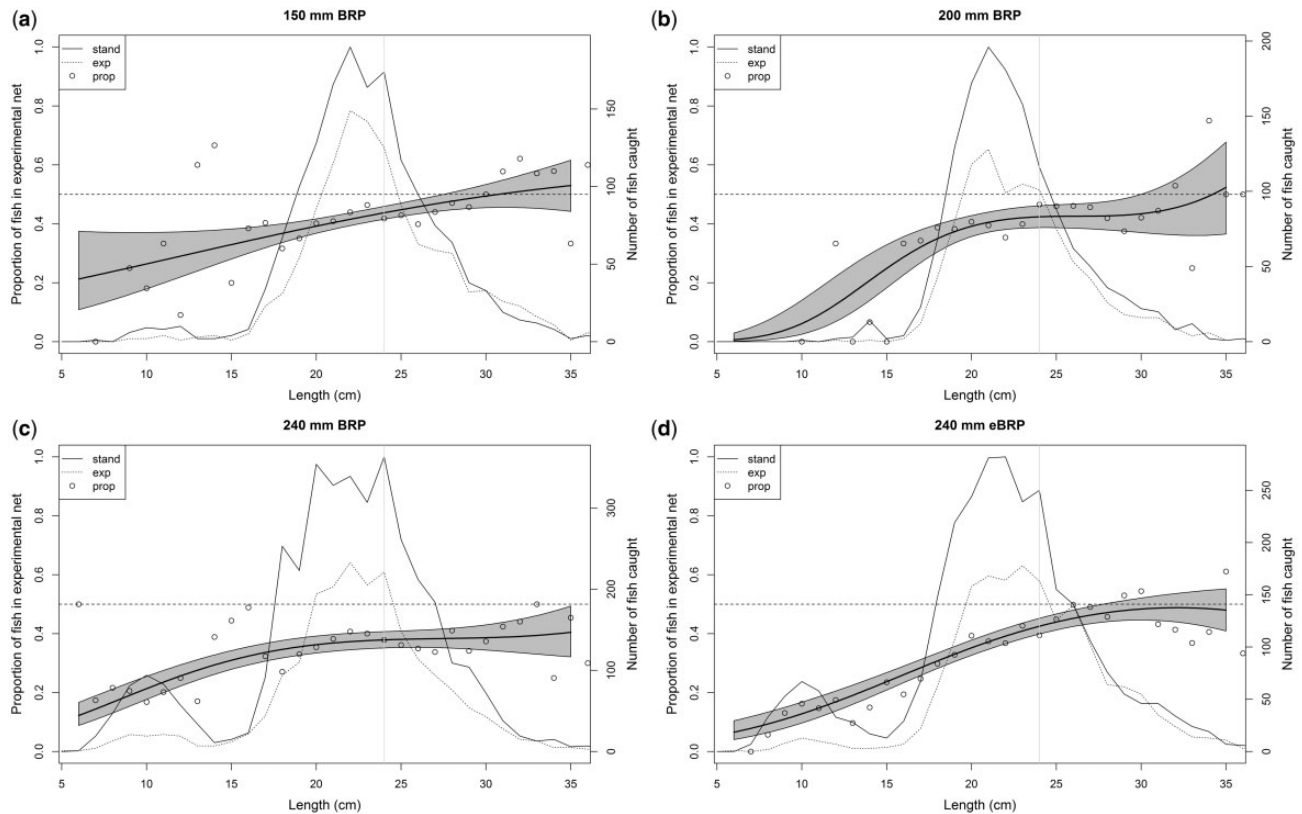 (a)
150 mm BRP
stand
exp
prop
Proportion of fish in experimental net
0.0 0.2 0.4 0.6 0.8 1.0
Number of fish caught
0 50 100 150
5 10 15 20 25 30 35
Length (cm)
(b)
200 mm BRP
stand
exp
prop
Proportion of fish in experimental net
0.0 0.2 0.4 0.6 0.8 1.0
Number of fish caught
0 50 100 150 200
5 10 15 20 25 30 35
Length (cm)
(c)
240 mm BRP
stand
exp
prop
Proportion of fish in experimental net
0.0 0.2 0.4 0.6 0.8 1.0
Number of fish caught
0 100 200 300
5 10 15 20 25 30 35
Length (cm)
(d)
240 mm eBRP
stand
exp
prop
Proportion of fish in experimental net
0.0 0.2 0.4 0.6 0.8 1.0
Number of fish caught
0 50 100 150 200 250
5 10 15 20 25 30 35
Length (cm)